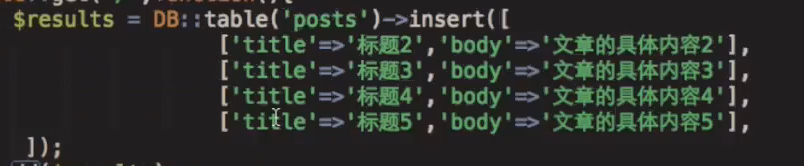 $results = DB::table('posts')->insert([
['title'=>'标题2','body'=>'文章的具体内容2'],
['title'=>'标题3','body'=>'文章的具体内容3'],
['title'=>'标题4','body'=>'文章的具体内容4'],
['title'=>'标题5','body'=>'文章的具体内容5'],
]);